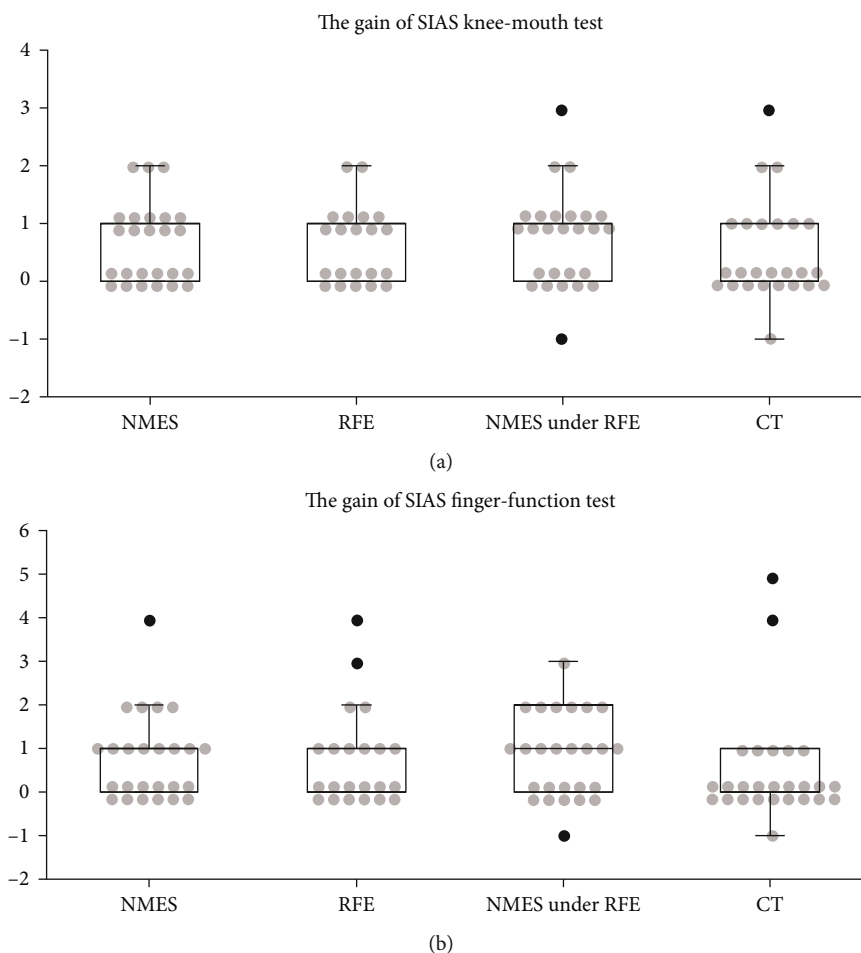 The gain of SIAS knee-mouth test
4
3
2
1
0
–1
–2
NMES
RFE
NMES under RFE
CT
(a)
The gain of SIAS finger-function test
6
5
4
3
2
1
0
–1
–2
NMES
RFE
NMES under RFE
CT
(b)